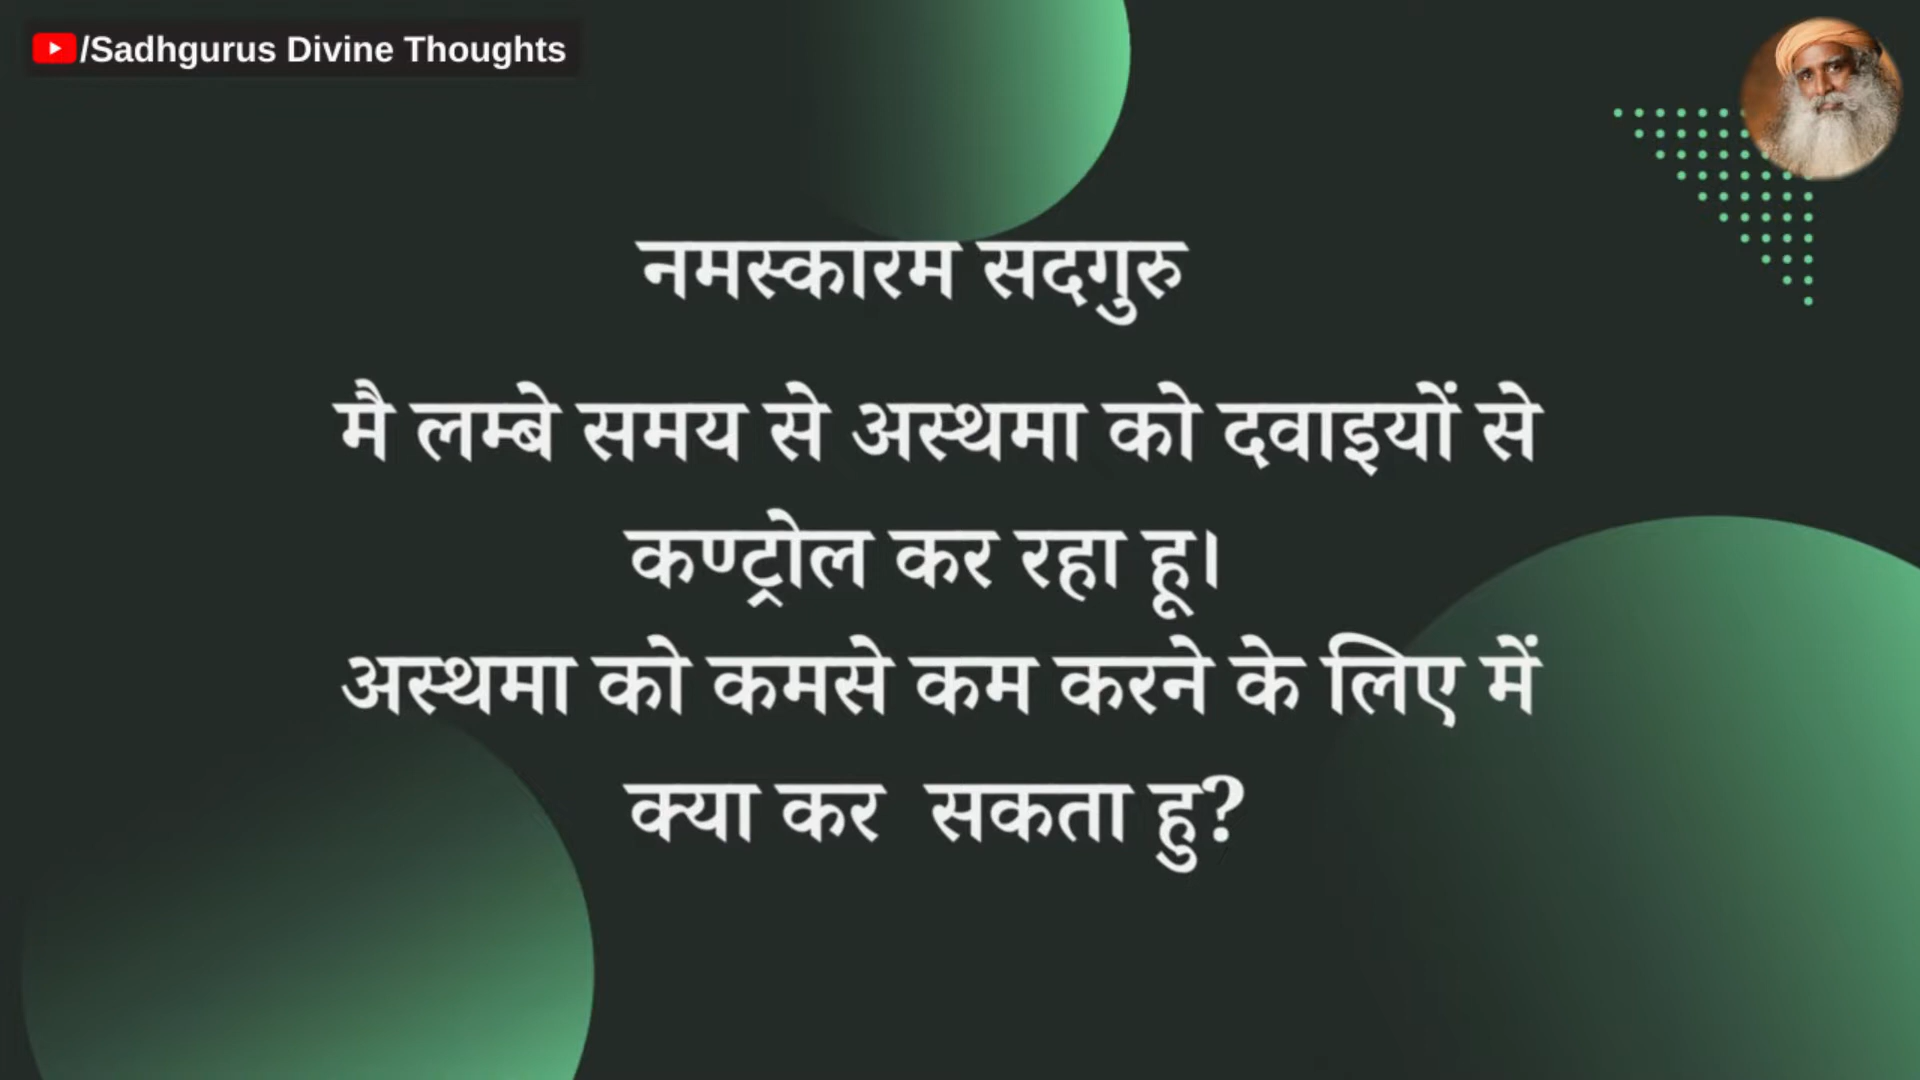 /Sadhgurus Divine Thoughts
नमस्कारम सदगुरु
मै लम्बे समय से अस्थमा को दवाइयों से
कण्ट्रोल कर रहा हू।
अस्थमा को कमसे कम करने के लिए में
क्या कर सकता हु?